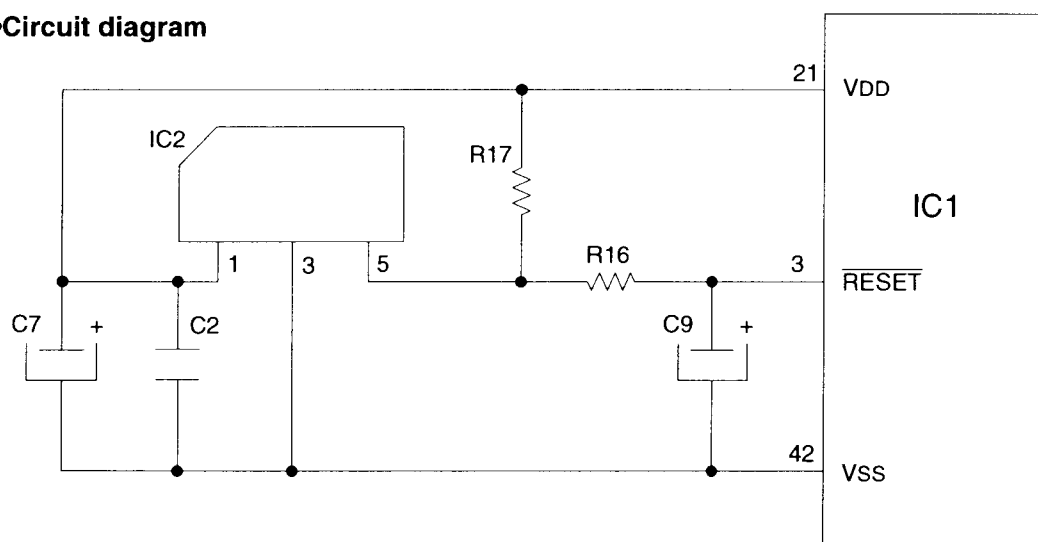 •Circuit diagram
21 VDD
IC2
R17
IC1
1 3 5 R16 3 RESET
C7 + C2 C9 +
42 VSS